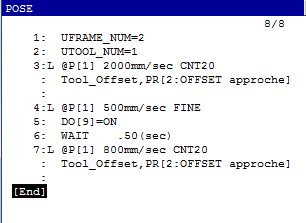 POSE
8/8
1: UFRAME_NUM=2
2: UTOOL_NUM=1
3:L @P[1] 2000mm/sec CNT20
: Tool_Offset,PR[2:OFFSET approche]
:
4:L @P[1] 500mm/sec FINE
5: DO[9]=ON
6: WAIT .50(sec)
7:L @P[1] 800mm/sec CNT20
: Tool_Offset,PR[2:OFFSET approche]
:
[End]